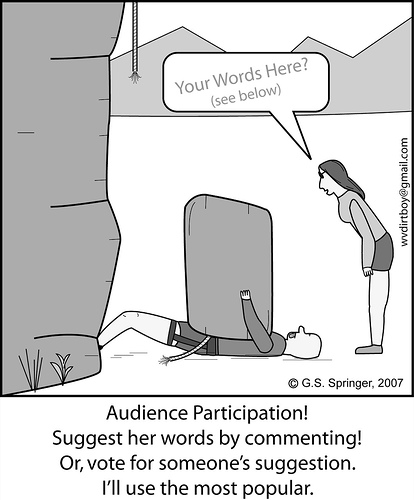 Your Words Here?
(see below)
wvdirtboy@gmail.com
© G.S. Springer, 2007
Audience Participation!
Suggest her words by commenting!
Or, vote for someone's suggestion.
I'll use the most popular.